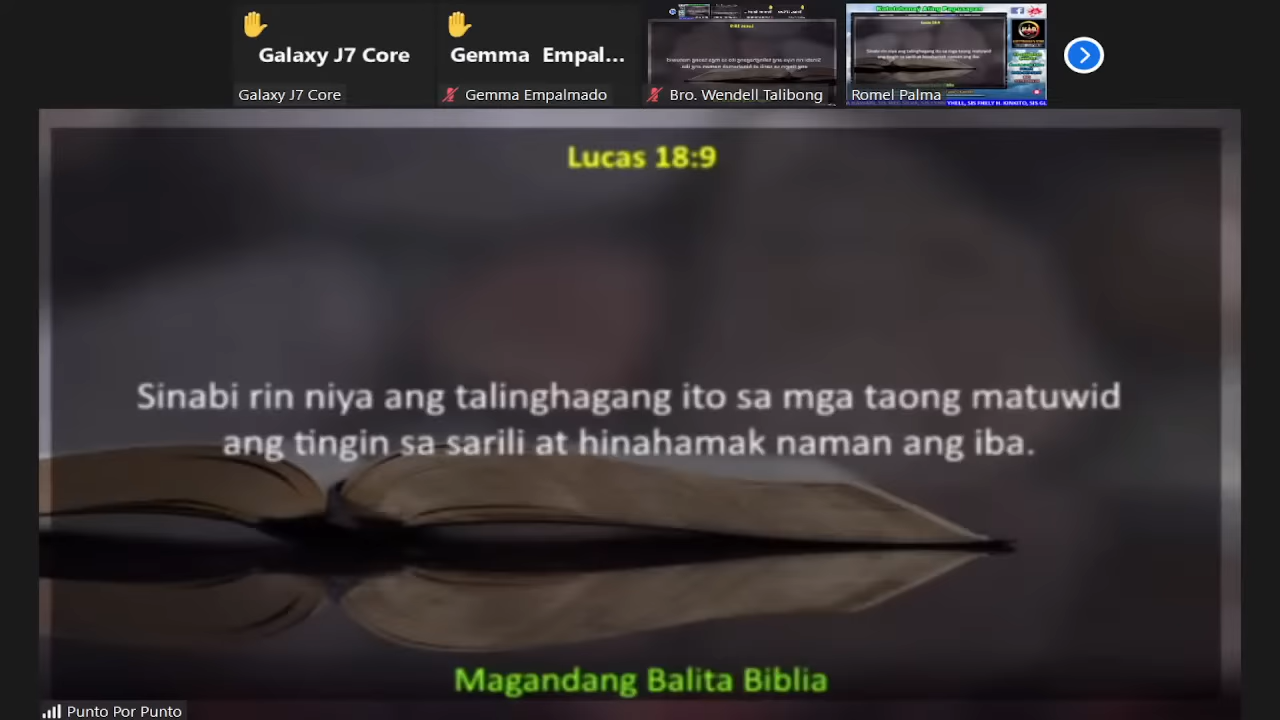 Galaxy J7 Core
Gemma Empal...
Galaxy J7 Core
Gemma Empalmado
Bro. Wendell Talibong
Romel Palma
Lucas 18:9
Sinabi rin niya ang talinghagang ito sa mga taong matuwid
ang tingin sa sarili at hinahamak naman ang iba.
Magandang Balita Biblia
Punto Por Punto